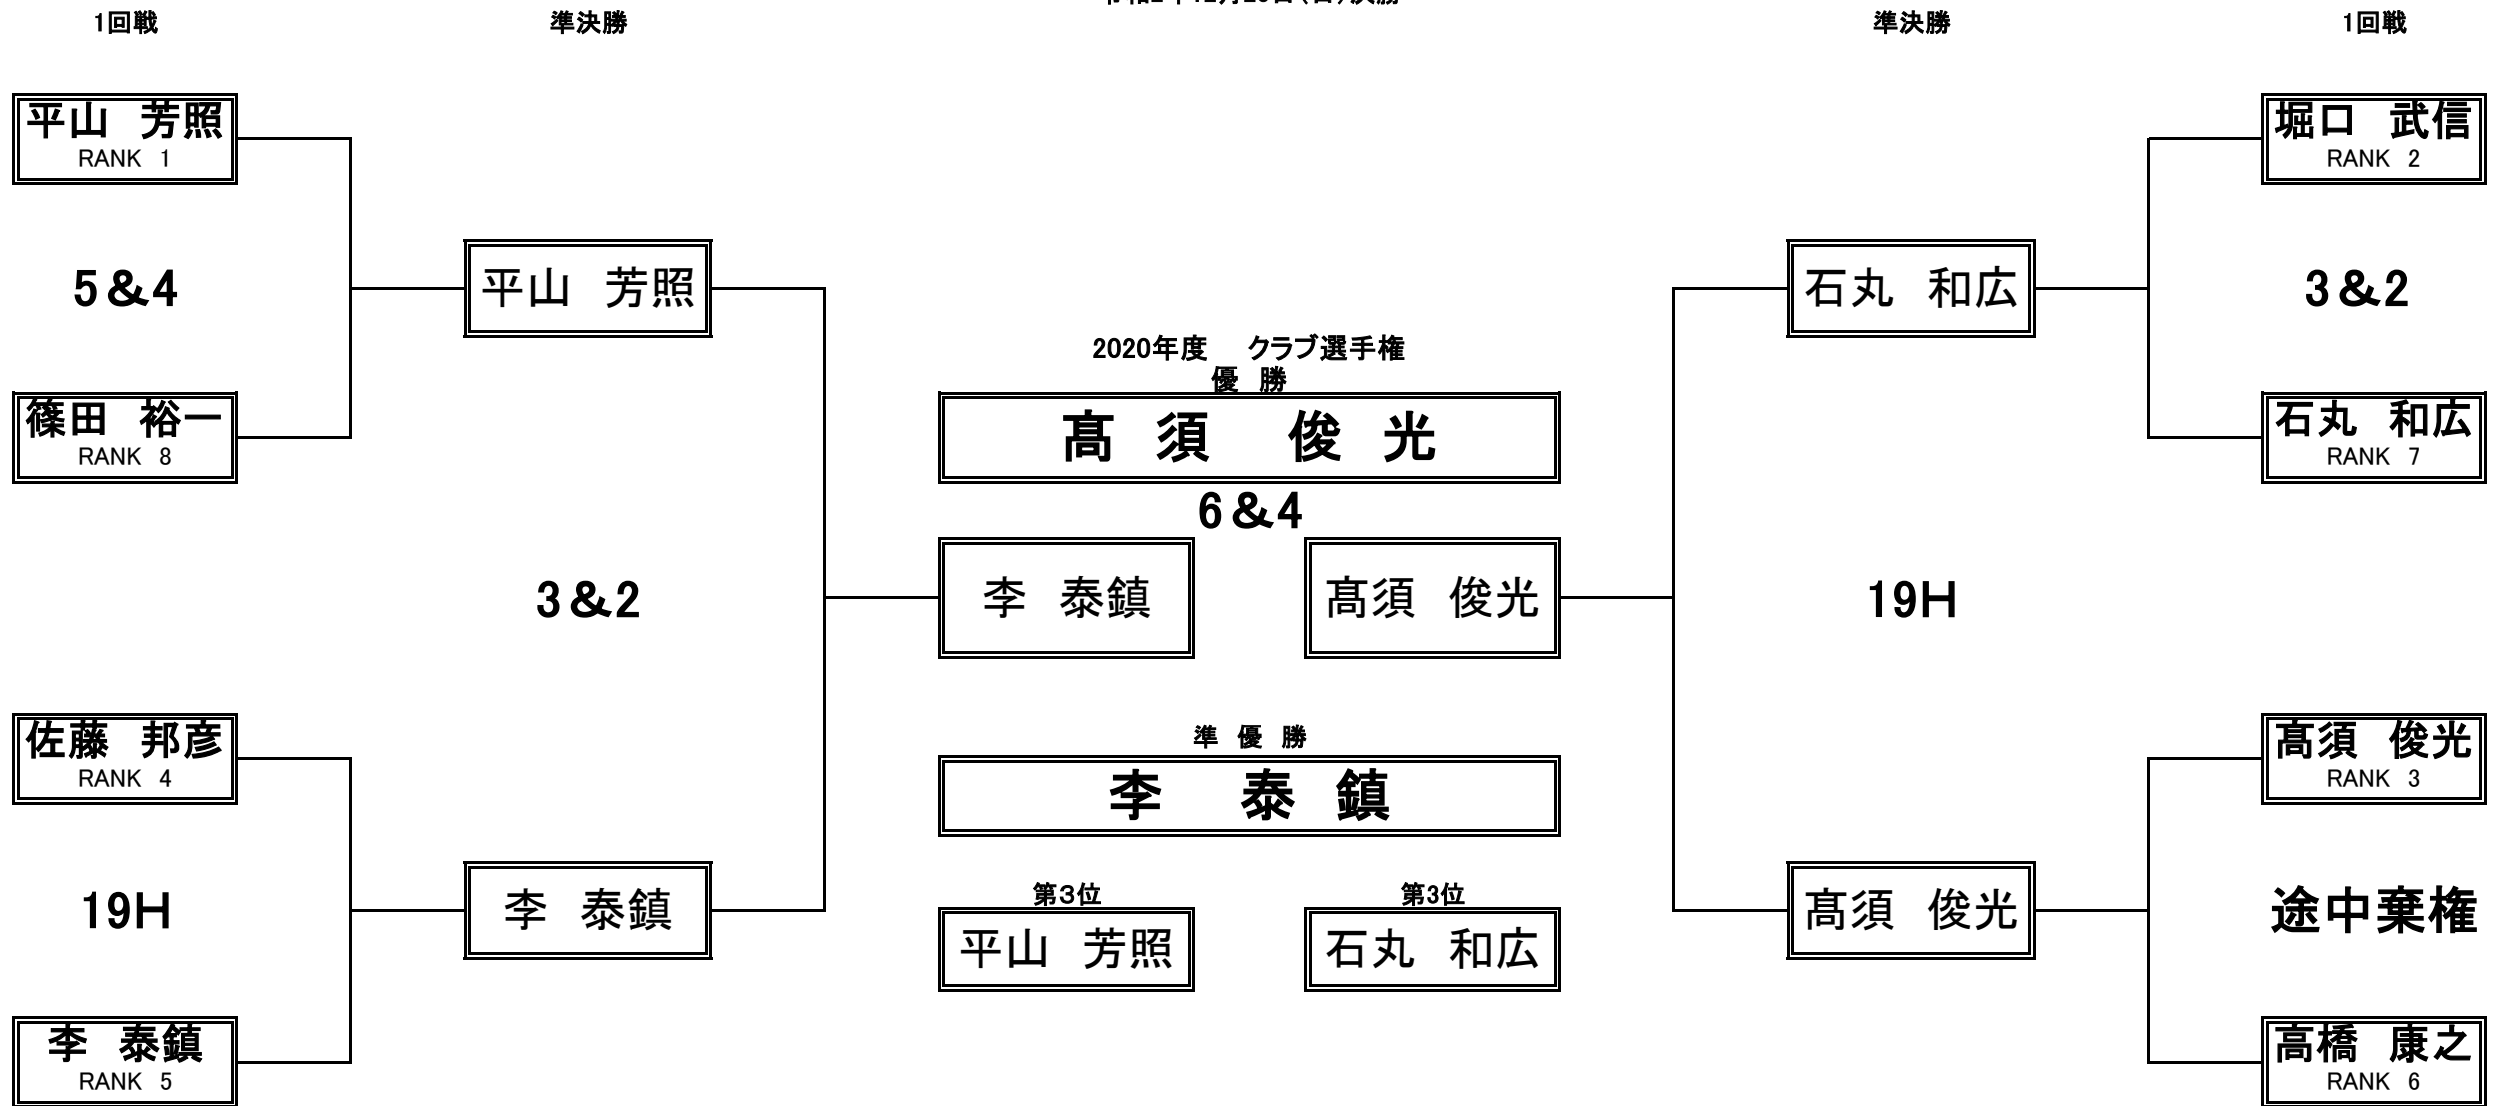 1回戦
準決勝
準決勝
1回戦
平山 芳照
RANK 1
堀口 武信
RANK 2
5&4
平山 芳照
石丸 和広
3&2
2020年度 クラブ選手権
優 勝
篠田 裕一
RANK 8
髙 須 俊 光
石丸 和広
RANK 7
6&4
3&2
李 泰鎮
髙須 俊光
19H
準 優 勝
佐藤 邦彦
RANK 4
李 泰 鎮
髙須 俊光
RANK 3
19H
李 泰鎮
第3位
平山 芳照
第3位
石丸 和広
髙須 俊光
途中棄権
李 泰鎮
RANK 5
高橋 康之
RANK 6